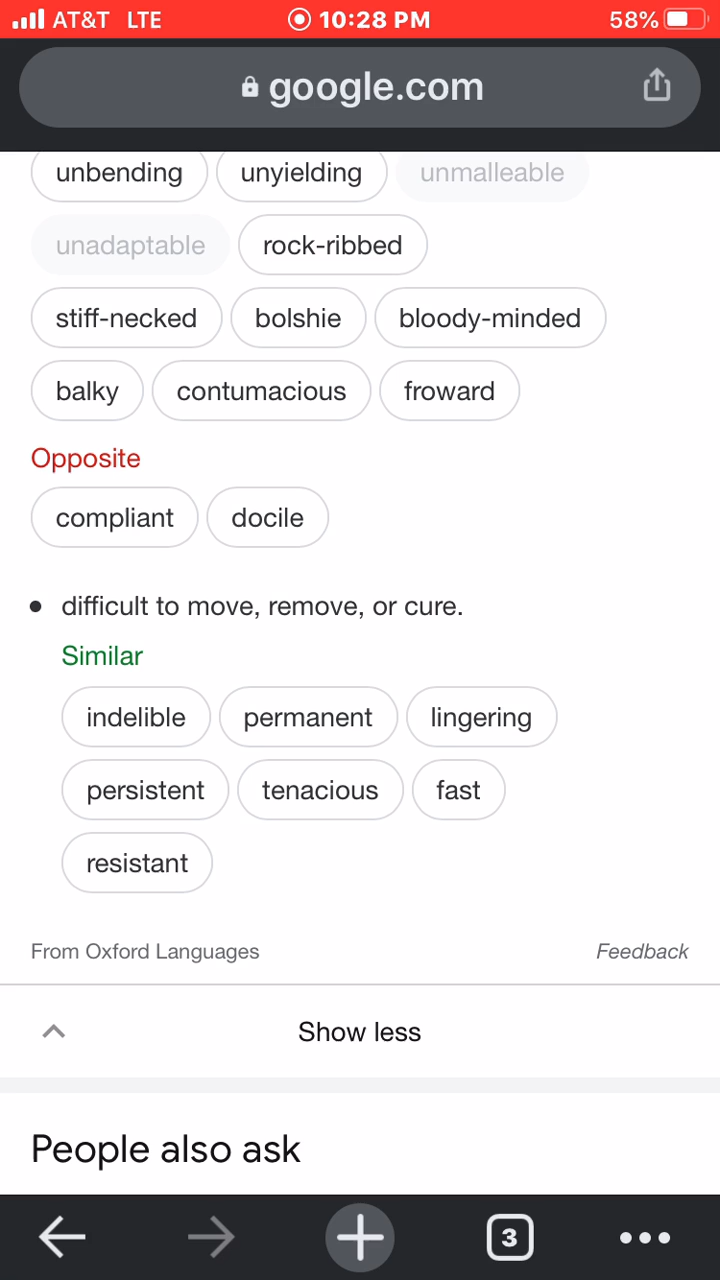 AT&T LTE 10:28 PM 58%
google.com
unbending unyielding unmalleable
unadaptable rock-ribbed
stiff-necked bolshie bloody-minded
balky contumacious froward
Opposite
compliant docile
• difficult to move, remove, or cure.
Similar
indelible permanent lingering
persistent tenacious fast
resistant
From Oxford Languages Feedback
Show less
People also ask
3